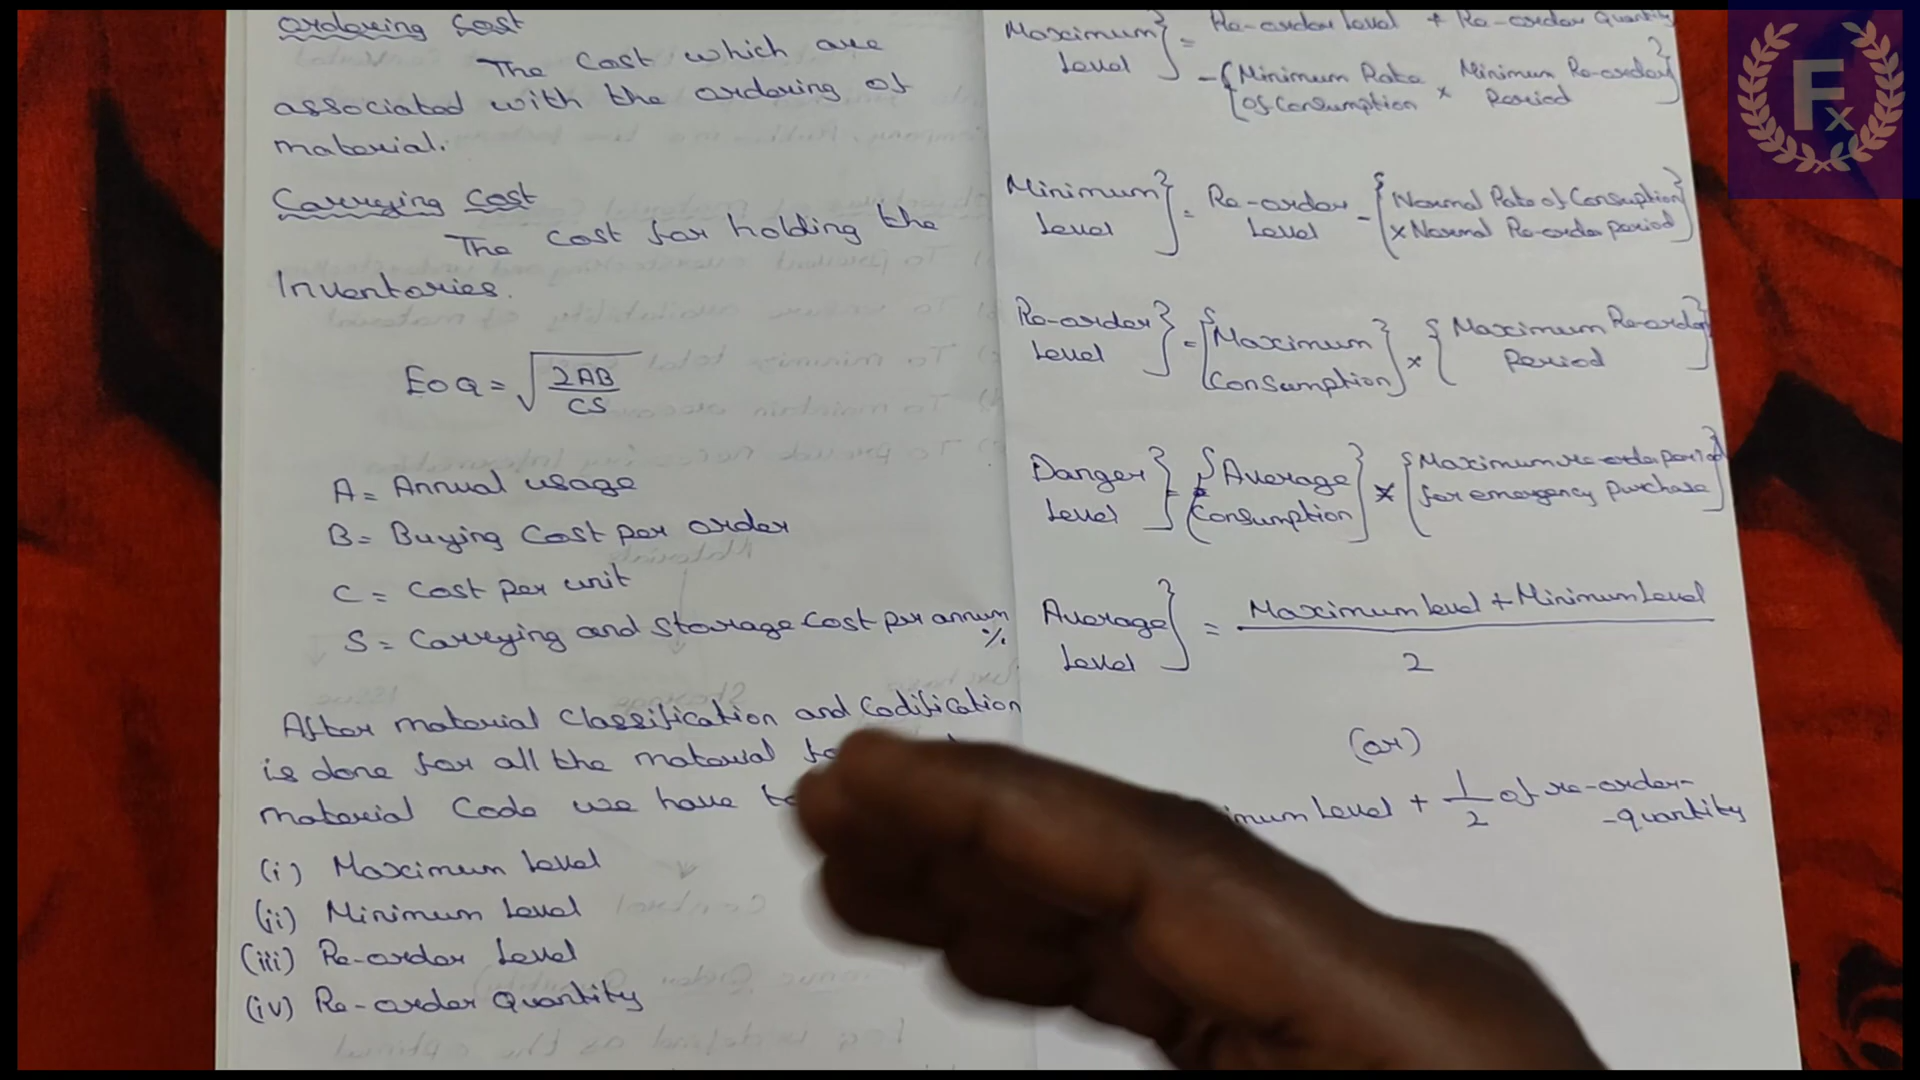 ordering cost
The cost which are
associated with the ordering of
material.
Carrying Cost
The cost for holding the
Inventories.
EOQ = √2AB/CS
A = Annual usage
B = Buying Cost per order
C = Cost per unit
S = Carrying and Storage Cost per annum
%
After material classification and Codification
is done for all the material
material Code we have
(i) Maximum Level
(ii) Minimum Level
(iii) Re-order Level
(iv) Re-order Quantity
Maximum Level } = Re-order Level + Re-order Quantity
- { Minimum Rate of Consumption × Minimum Re-order Period }
Minimum Level } = Re-order Level - { Normal Rate of Consuption
× Normal Re-order period }
Re-order Level } = { Maximum Consumption } × { Maximum Re-order Period }
Danger Level } = { Average Consumption } × { Maximum re-order period
for emergency purchase }
Average Level } = Maximum level + Minimum Level
2
(or)
Level + 1/2 of re-order-
-quantity
Fx